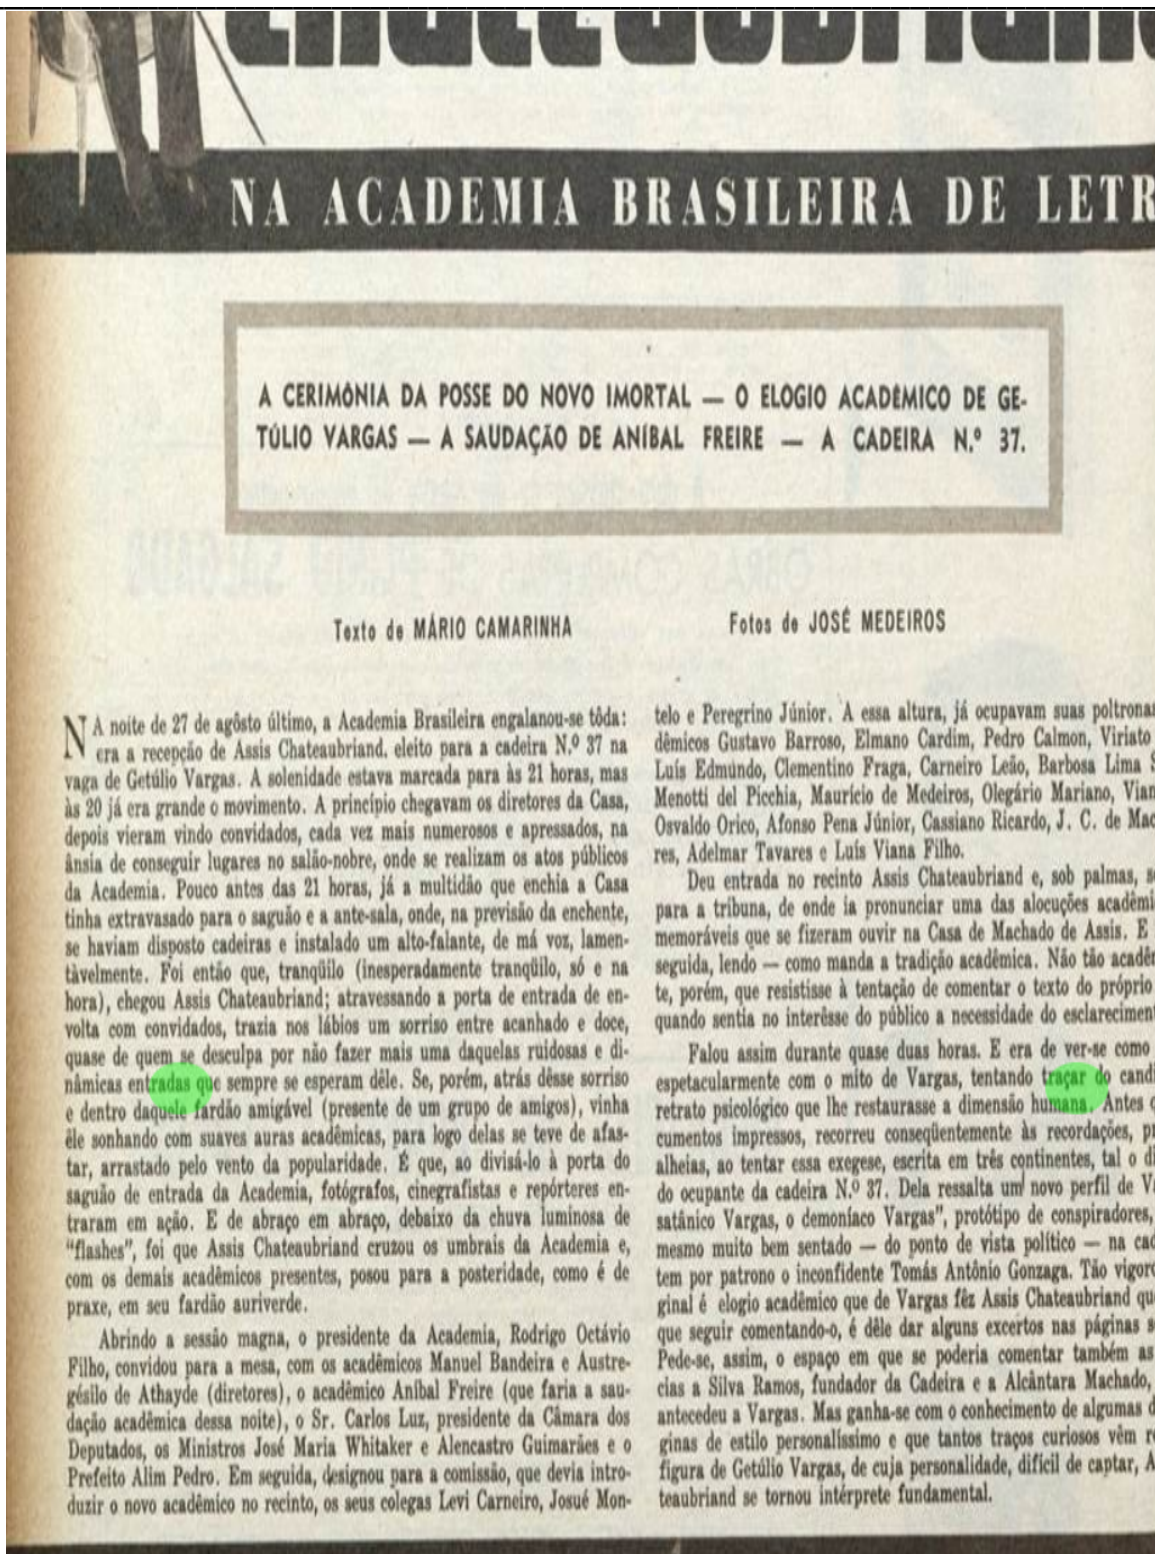 NA ACADEMIA BRASILEIRA DE LETR
A CERIMÔNIA DA POSSE DO NOVO IMORTAL — O ELOGIO ACADÊMICO DE GE-
TÚLIO VARGAS — A SAUDAÇÃO DE ANÍBAL FREIRE — A CADEIRA N.º 37.
Texto de MÁRIO CAMARINHA
Fotos de JOSÉ MEDEIROS
NA noite de 27 de agôsto último, a Academia Brasileira engalanou-se tôda:
era a recepção de Assis Chateaubriand, eleito para a cadeira N.º 37 na
vaga de Getúlio Vargas. A solenidade estava marcada para às 21 horas, mas
às 20 já era grande o movimento. A princípio chegavam os diretores da Casa,
depois vieram vindo convidados, cada vez mais numerosos e apressados, na
ânsia de conseguir lugares no salão-nobre, onde se realizam os atos públicos
da Academia. Pouco antes das 21 horas, já a multidão que enchia a Casa
tinha extravasado para o saguão e a ante-sala, onde, na previsão da enchente,
se haviam disposto cadeiras e instalado um alto-falante, de má voz, lamen-
tàvelmente. Foi então que, tranqüilo (inesperadamente tranqüilo, só e na
hora), chegou Assis Chateaubriand; atravessando a porta de entrada de en-
volta com convidados, trazia nos lábios um sorriso entre acanhado e doce,
quase de quem se desculpa por não fazer mais uma daquelas ruidosas e di-
nâmicas entradas que sempre se esperam dêle. Se, porém, atrás dêsse sorriso
e dentro daquele fardão amigável (presente de um grupo de amigos), vinha
êle sonhando com suaves auras acadêmicas, para logo delas se teve de afas-
tar, arrastado pelo vento da popularidade. É que, ao divisá-lo à porta do
saguão de entrada da Academia, fotógrafos, cinegrafistas e repórteres en-
traram em ação. E de abraço em abraço, debaixo da chuva luminosa de
“flashes”, foi que Assis Chateaubriand cruzou os umbrais da Academia e,
com os demais acadêmicos presentes, posou para a posteridade, como é de
praxe, em seu fardão auriverde.
Abrindo a sessão magna, o presidente da Academia, Rodrigo Octávio
Filho, convidou para a mesa, com os acadêmicos Manuel Bandeira e Austre-
gésilo de Athayde (diretores), o acadêmico Aníbal Freire (que faria a sau-
dação acadêmica dessa noite), o Sr. Carlos Luz, presidente da Câmara dos
Deputados, os Ministros José Maria Whitaker e Alencastro Guimarães e o
Prefeito Alim Pedro. Em seguida, designou para a comissão, que devia intro-
duzir o novo acadêmico no recinto, os seus colegas Levi Carneiro, Josué Mon-
telo e Peregrino Júnior. A essa altura, já ocupavam suas poltronas
dêmicos Gustavo Barroso, Elmano Cardim, Pedro Calmon, Viriato
Luís Edmundo, Clementino Fraga, Carneiro Leão, Barbosa Lima S
Menotti del Picchia, Maurício de Medeiros, Olegário Mariano, Vian
Osvaldo Orico, Afonso Pena Júnior, Cassiano Ricardo, J. C. de Mac
res, Adelmar Tavares e Luís Viana Filho.
Deu entrada no recinto Assis Chateaubriand e, sob palmas, s
para a tribuna, de onde ia pronunciar uma das alocuções acadêmi
memoráveis que se fizeram ouvir na Casa de Machado de Assis. E
seguida, lendo — como manda a tradição acadêmica. Não tão acadêm
te, porém, que resistisse à tentação de comentar o texto do próprio
quando sentia no interêsse do público a necessidade do esclareciment
Falou assim durante quase duas horas. E era de ver-se como
espetacularmente com o mito de Vargas, tentando traçar do candi
retrato psicológico que lhe restaurasse a dimensão humana. Antes
cumentos impressos, recorreu conseqüentemente às recordações, pr
alheias, ao tentar essa exegese, escrita em três continentes, tal o di
do ocupante da cadeira N.º 37. Dela ressalta um novo perfil de Va
satânico Vargas, o demoníaco Vargas”, protótipo de conspiradores,
mesmo muito bem sentado — do ponto de vista político — na cad
tem por patrono o inconfidente Tomás Antônio Gonzaga. Tão vigoro
ginal é elogio acadêmico que de Vargas fêz Assis Chateaubriand que
que seguir comentando-o, é dêle dar alguns excertos nas páginas s
Pede-se, assim, o espaço em que se poderia comentar também as
cias a Silva Ramos, fundador da Cadeira e a Alcântara Machado,
antecedeu a Vargas. Mas ganha-se com o conhecimento de algumas d
ginas de estilo personalíssimo e que tantos traços curiosos vêm r
figura de Getúlio Vargas, de cuja personalidade, difícil de captar, A
teaubriand se tornou intérprete fundamental.